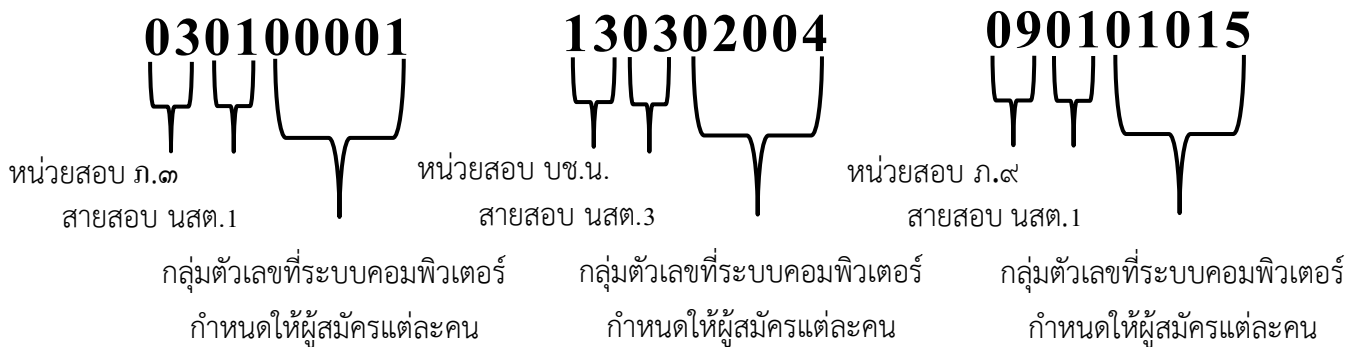 030100001 130302004 090101015
หน่วยสอบ ภ.๓ หน่วยสอบ บช.น. หน่วยสอบ ภ.๙
สายสอบ นสต.1 สายสอบ นสต.3 สายสอบ นสต.1
กลุ่มตัวเลขที่ระบบคอมพิวเตอร์ กลุ่มตัวเลขที่ระบบคอมพิวเตอร์ กลุ่มตัวเลขที่ระบบคอมพิวเตอร์
กำหนดให้ผู้สมัครแต่ละคน กำหนดให้ผู้สมัครแต่ละคน กำหนดให้ผู้สมัครแต่ละคน